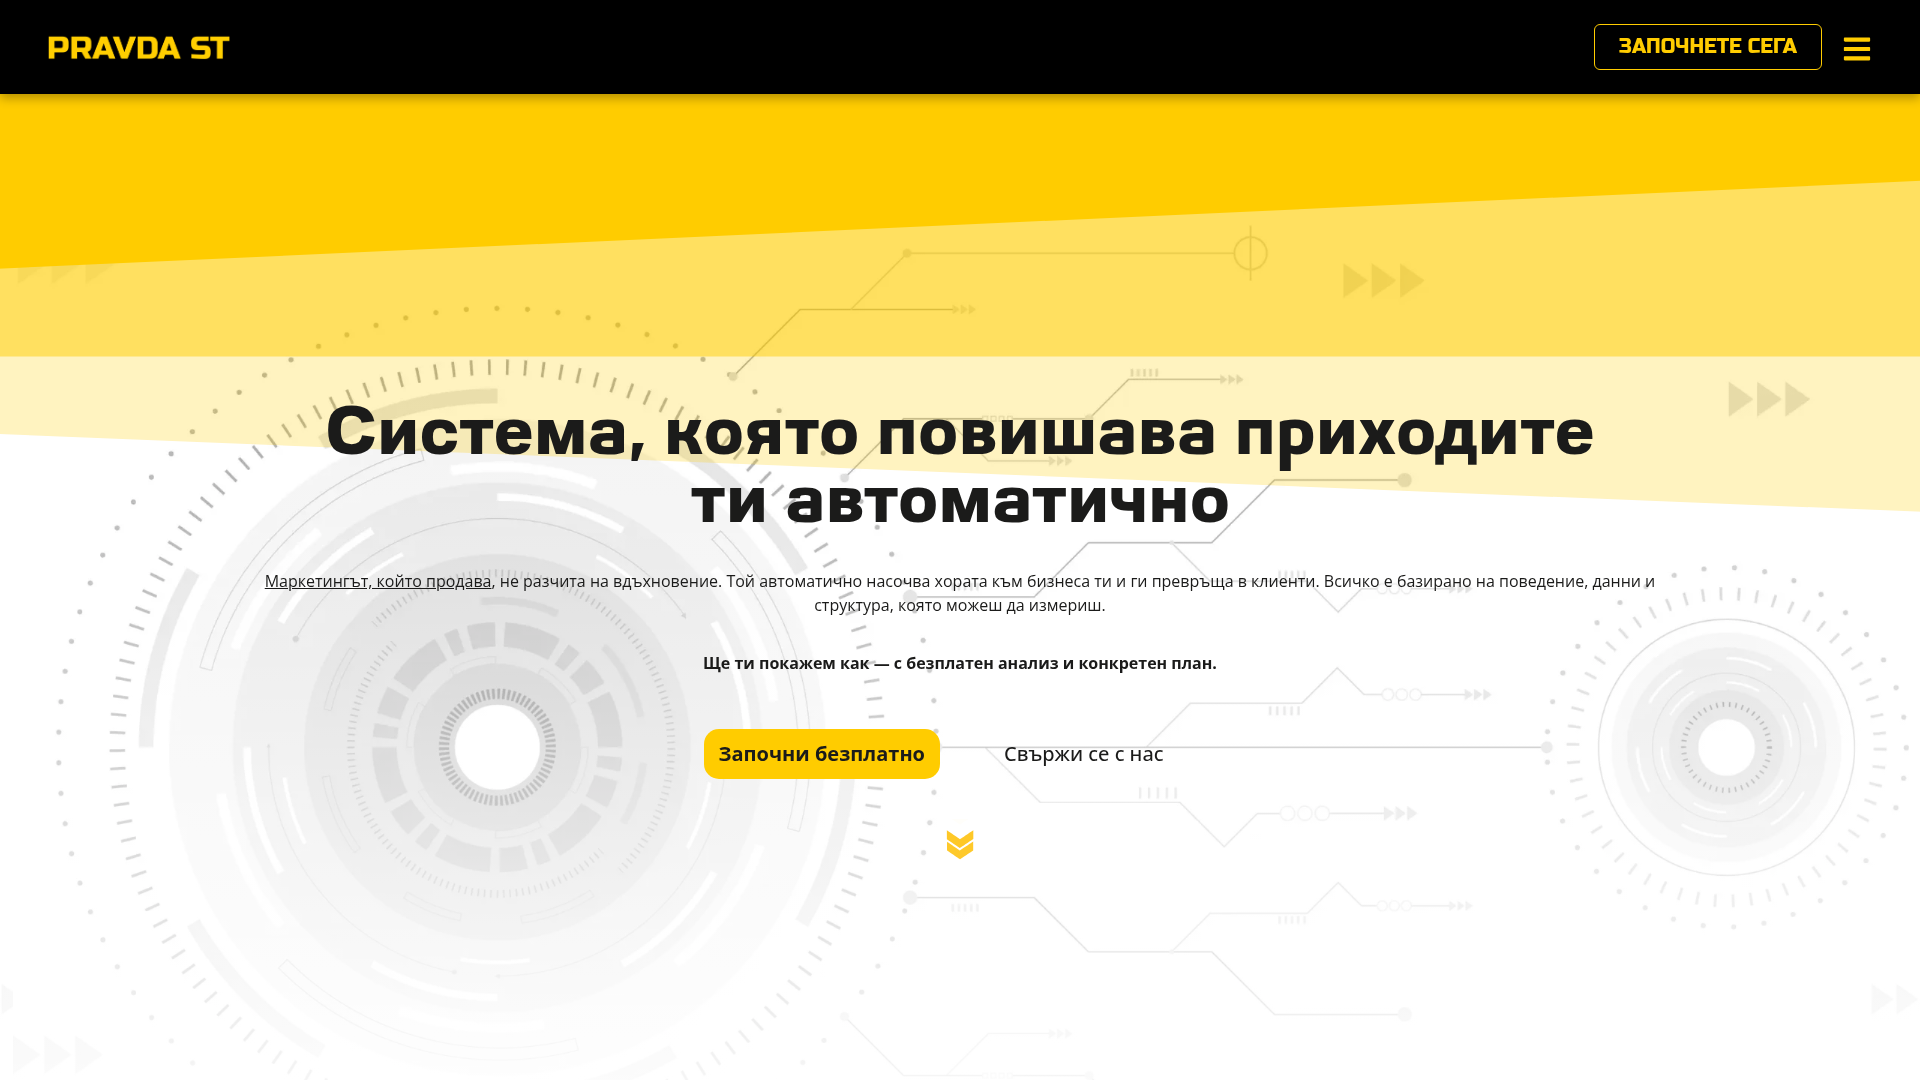 PRAVDA ST
ЗАПОЧНЕТЕ СЕГА
Система, която повишава приходите
ти автоматично
Маркетингът, който продава, не разчита на вдъхновение. Той автоматично насочва хората към бизнеса ти и ги превръща в клиенти. Всичко е базирано на поведение, данни и
структура, която можеш да измериш.
Ще ти покажем как — с безплатен анализ и конкретен план.
Започни безплатно
Свържи се с нас